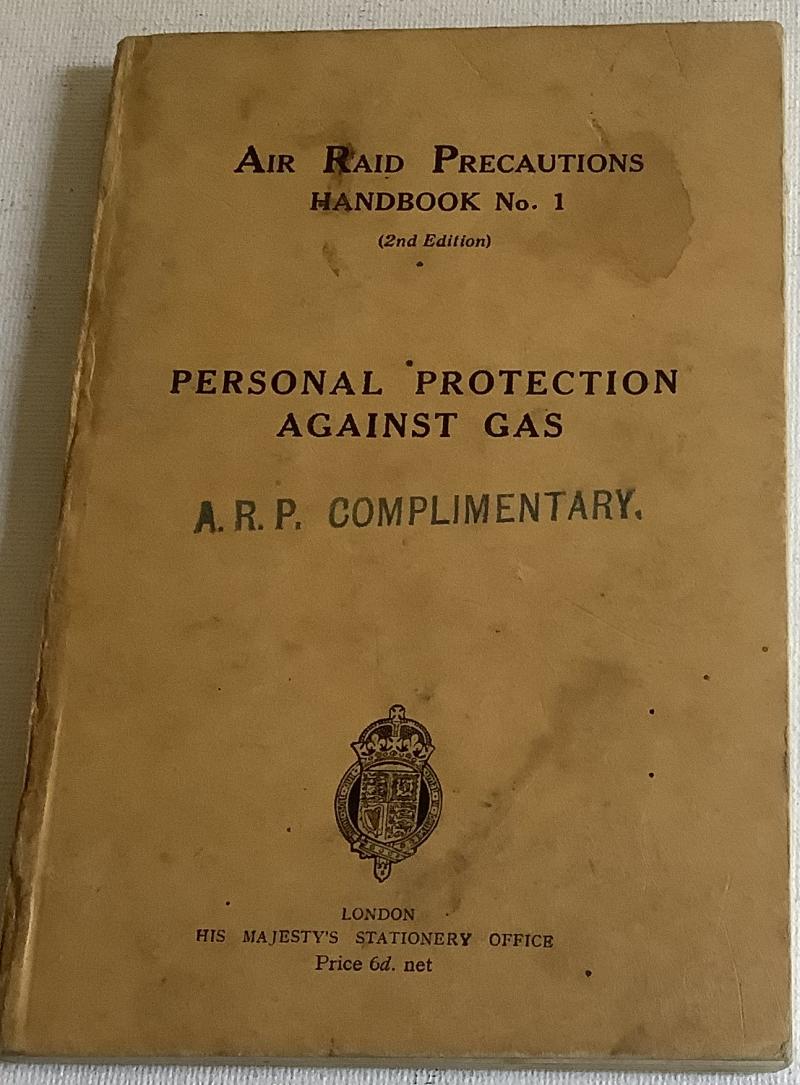 AIR RAID PRECAUTIONS
HANDBOOK No. 1
(2nd Edition)
PERSONAL PROTECTION
AGAINST GAS
A.R.P. COMPLIMENTARY.
LONDON
HIS MAJESTY'S STATIONERY OFFICE
Price 6d. net